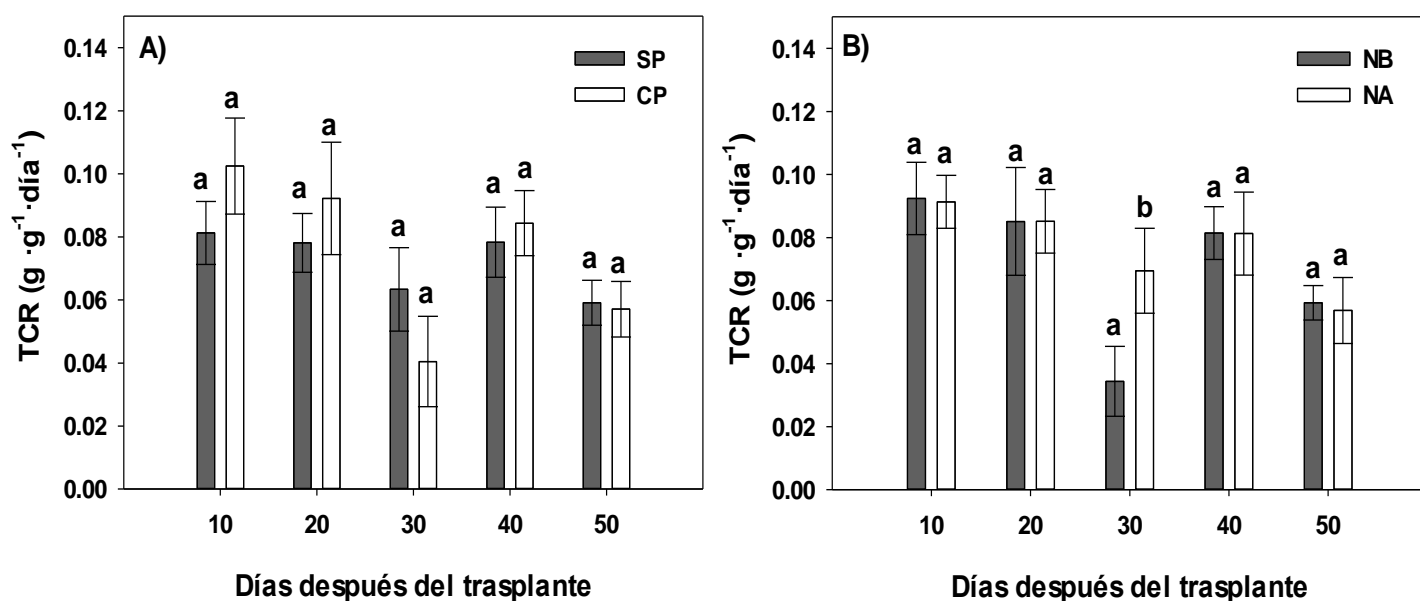 A)
SP
CP
TCR (g ·g⁻¹·día⁻¹)
0.14
0.12
0.10
0.08
0.06
0.04
0.02
0.00
a a
a a
a a
a a
a a
10 20 30 40 50
Días después del trasplante
B)
NB
NA
TCR (g ·g⁻¹·día⁻¹)
0.14
0.12
0.10
0.08
0.06
0.04
0.02
0.00
a a
a a
a b
a a
a a
10 20 30 40 50
Días después del trasplante